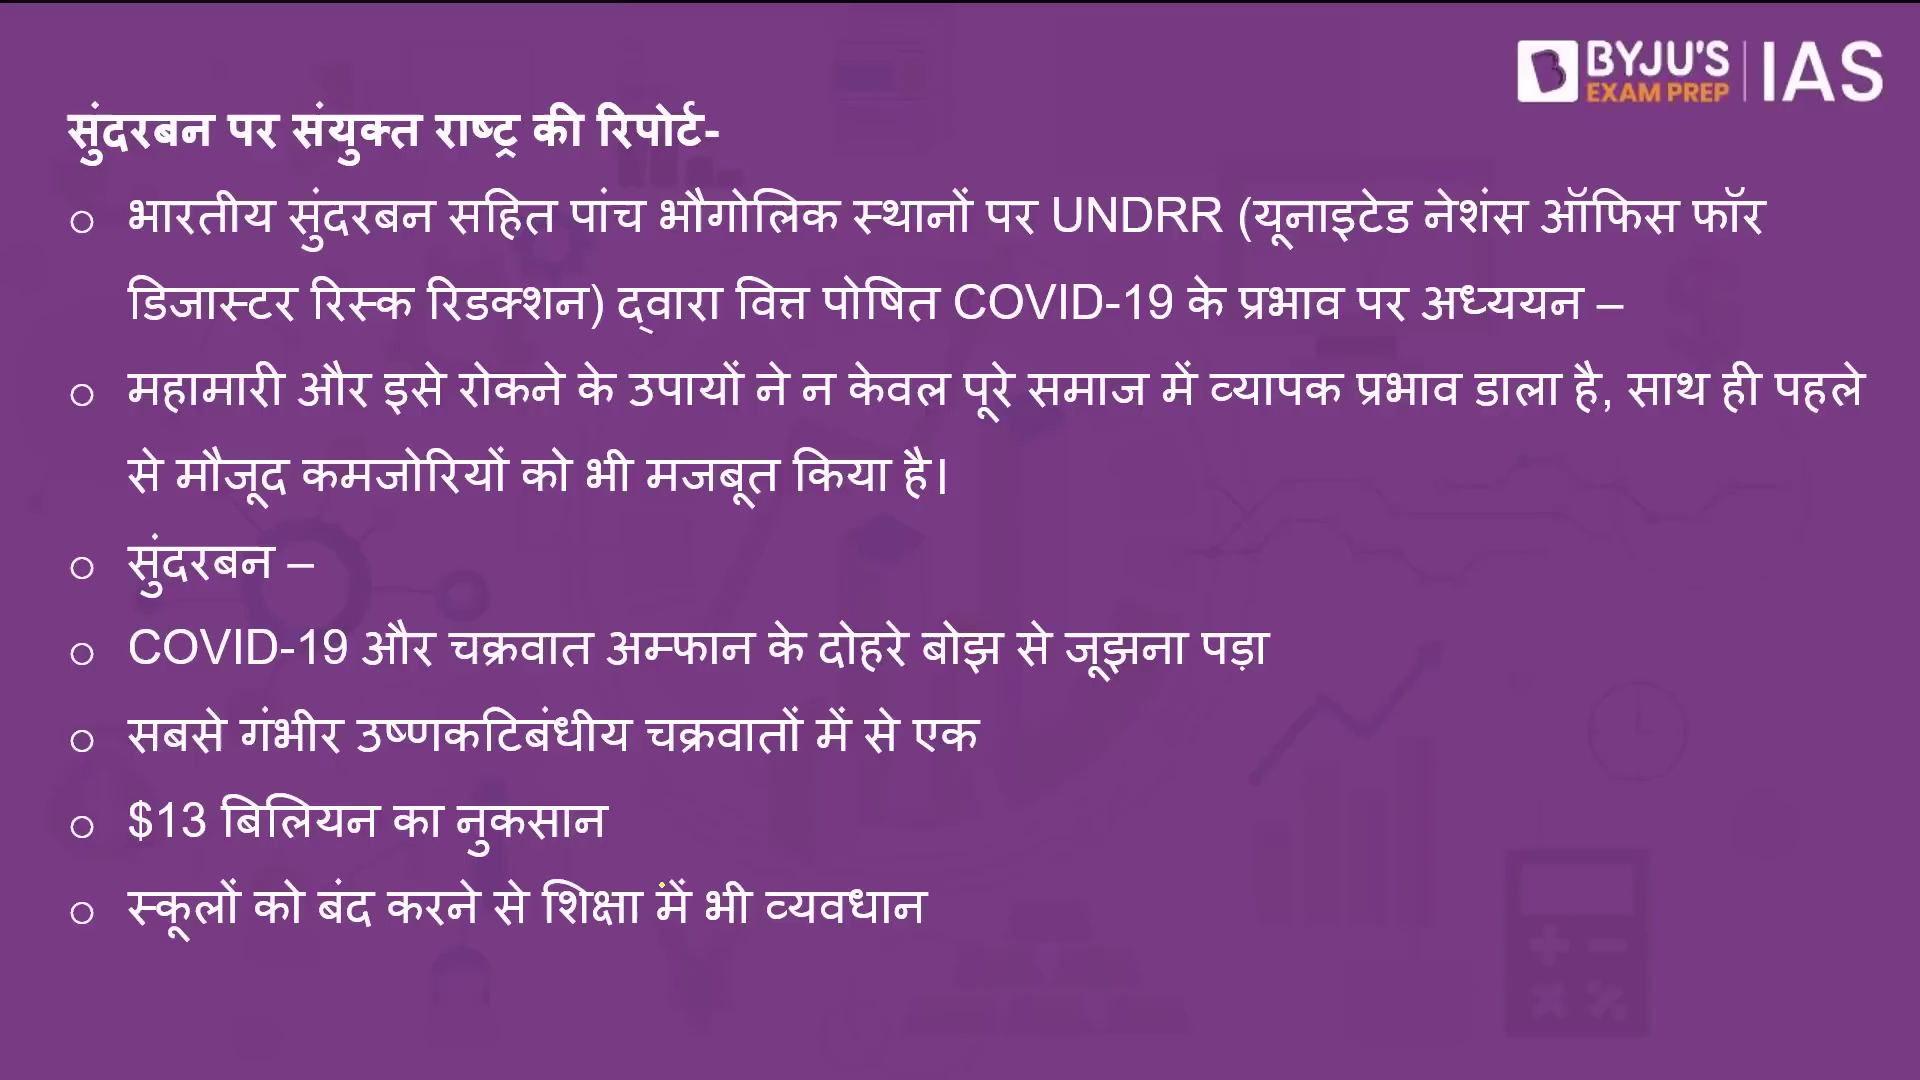 BYJU'S
EXAM PREP
IAS
सुंदरबन पर संयुक्त राष्ट्र की रिपोर्ट-
○ भारतीय सुंदरबन सहित पांच भौगोलिक स्थानों पर UNDRR (यूनाइटेड नेशंस ऑफिस फॉर
डिजास्टर रिस्क रिडक्शन) द्वारा वित्त पोषित COVID-19 के प्रभाव पर अध्ययन –
○ महामारी और इसे रोकने के उपायों ने न केवल पूरे समाज में व्यापक प्रभाव डाला है, साथ ही पहले
से मौजूद कमजोरियों को भी मजबूत किया है।
○ सुंदरबन –
○ COVID-19 और चक्रवात अम्फान के दोहरे बोझ से जूझना पड़ा
○ सबसे गंभीर उष्णकटिबंधीय चक्रवातों में से एक
○ $13 बिलियन का नुकसान
○ स्कूलों को बंद करने से शिक्षा में भी व्यवधान